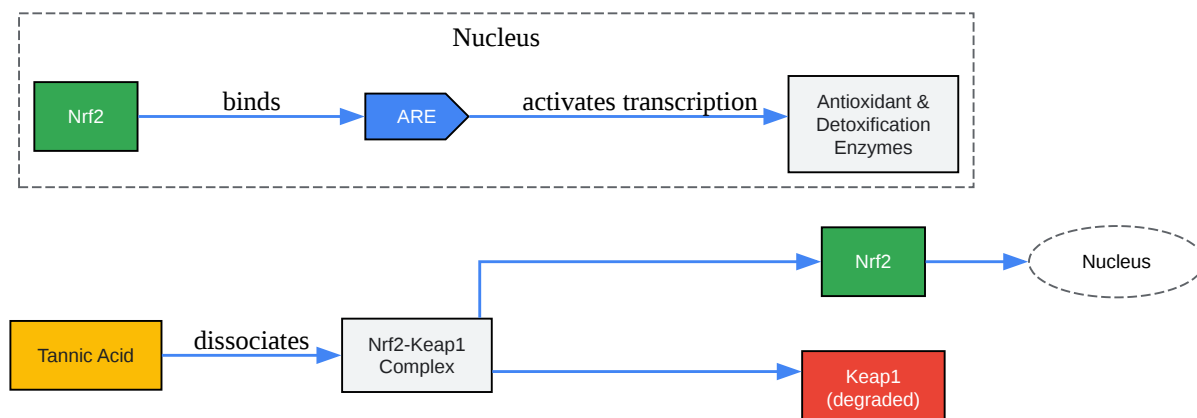 Nucleus
Nrf2
binds
ARE
activates transcription
Antioxidant &
Detoxification
Enzymes
Nrf2
Nucleus
Tannic Acid
dissociates
Nrf2-Keap1
Complex
Keap1
(degraded)